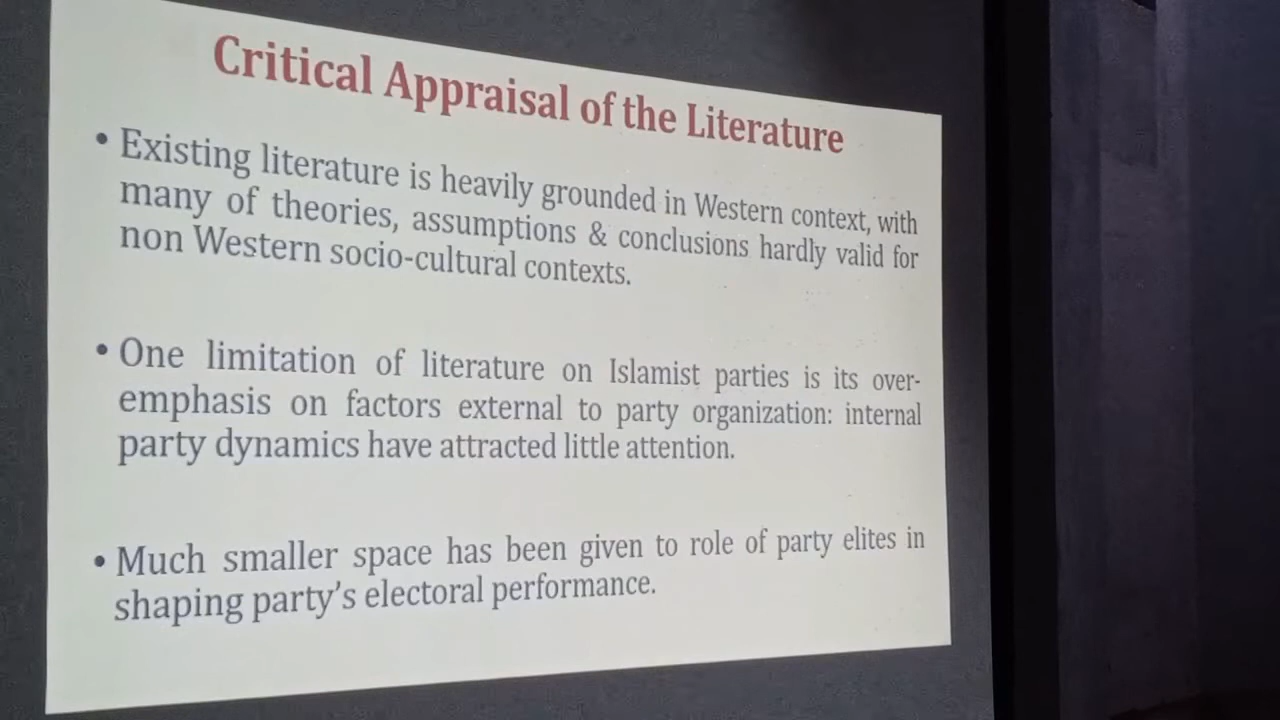 Critical Appraisal of the Literature
• Existing literature is heavily grounded in Western context, with
many of theories, assumptions & conclusions hardly valid for
non Western socio-cultural contexts.
• One limitation of literature on Islamist parties is its over-
emphasis on factors external to party organization: internal
party dynamics have attracted little attention.
• Much smaller space has been given to role of party elites in
shaping party's electoral performance.